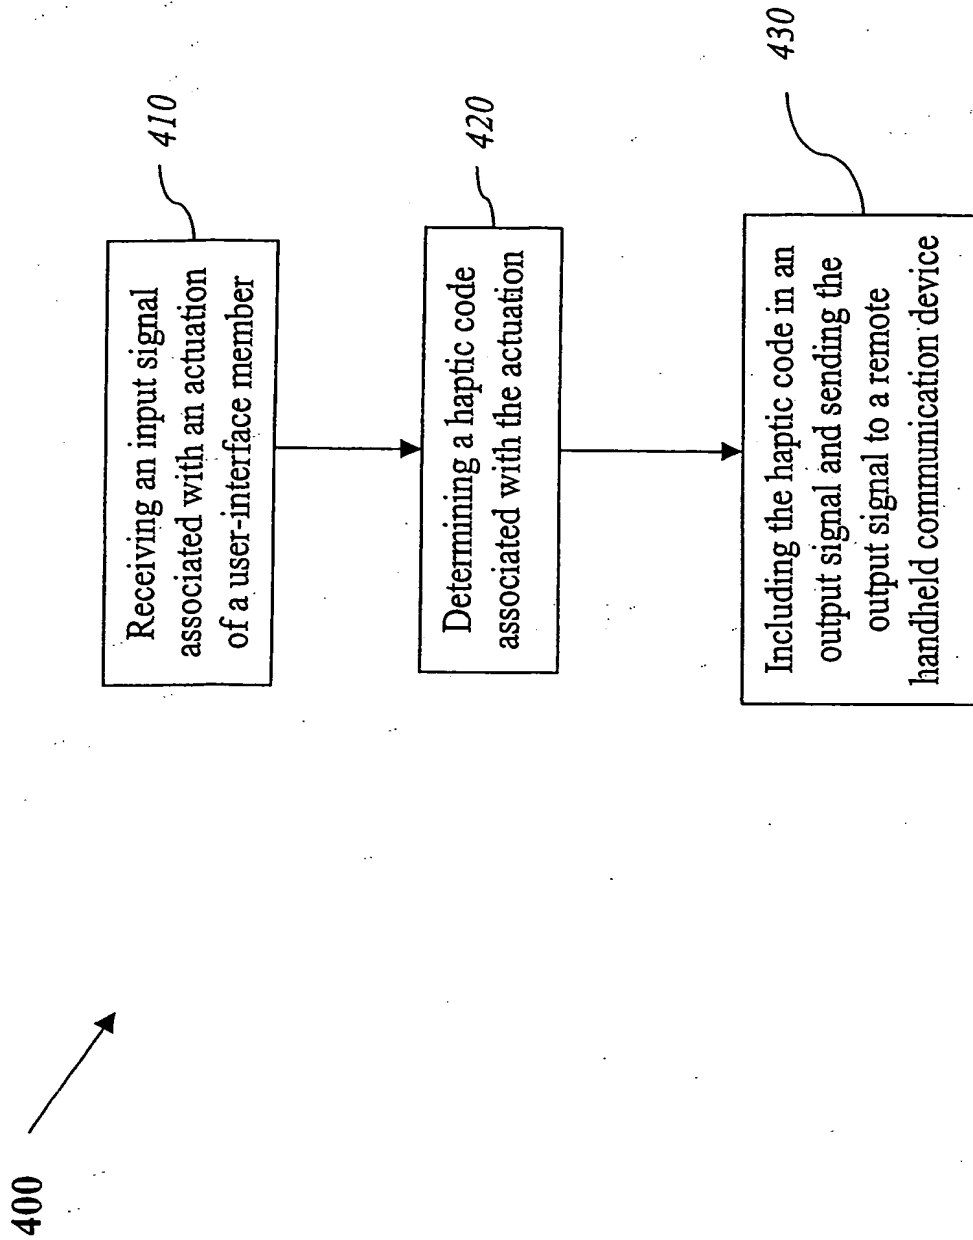 400
Receiving an input signal
associated with an actuation
of a user-interface member
410
Determining a haptic code
associated with the actuation
420
Including the haptic code in an
output signal and sending the
output signal to a remote
handheld communication device
430